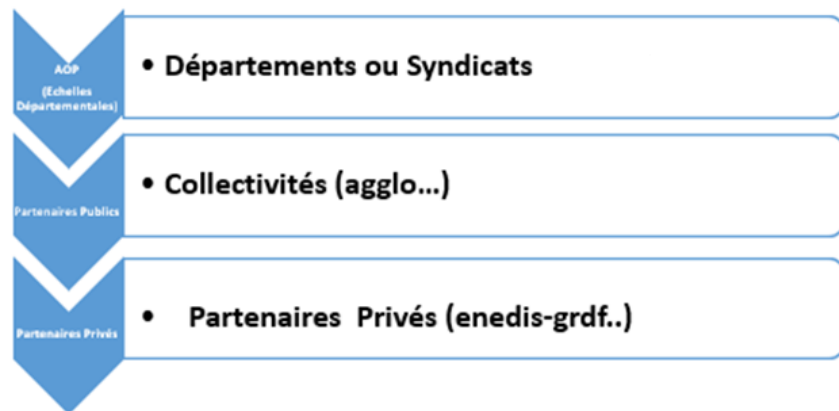 AOP
(Echelles
Départementales)
• Départements ou Syndicats
Partenaires Publics
• Collectivités (agglo...)
Partenaires Privés
• Partenaires Privés (enedis-grdf..)